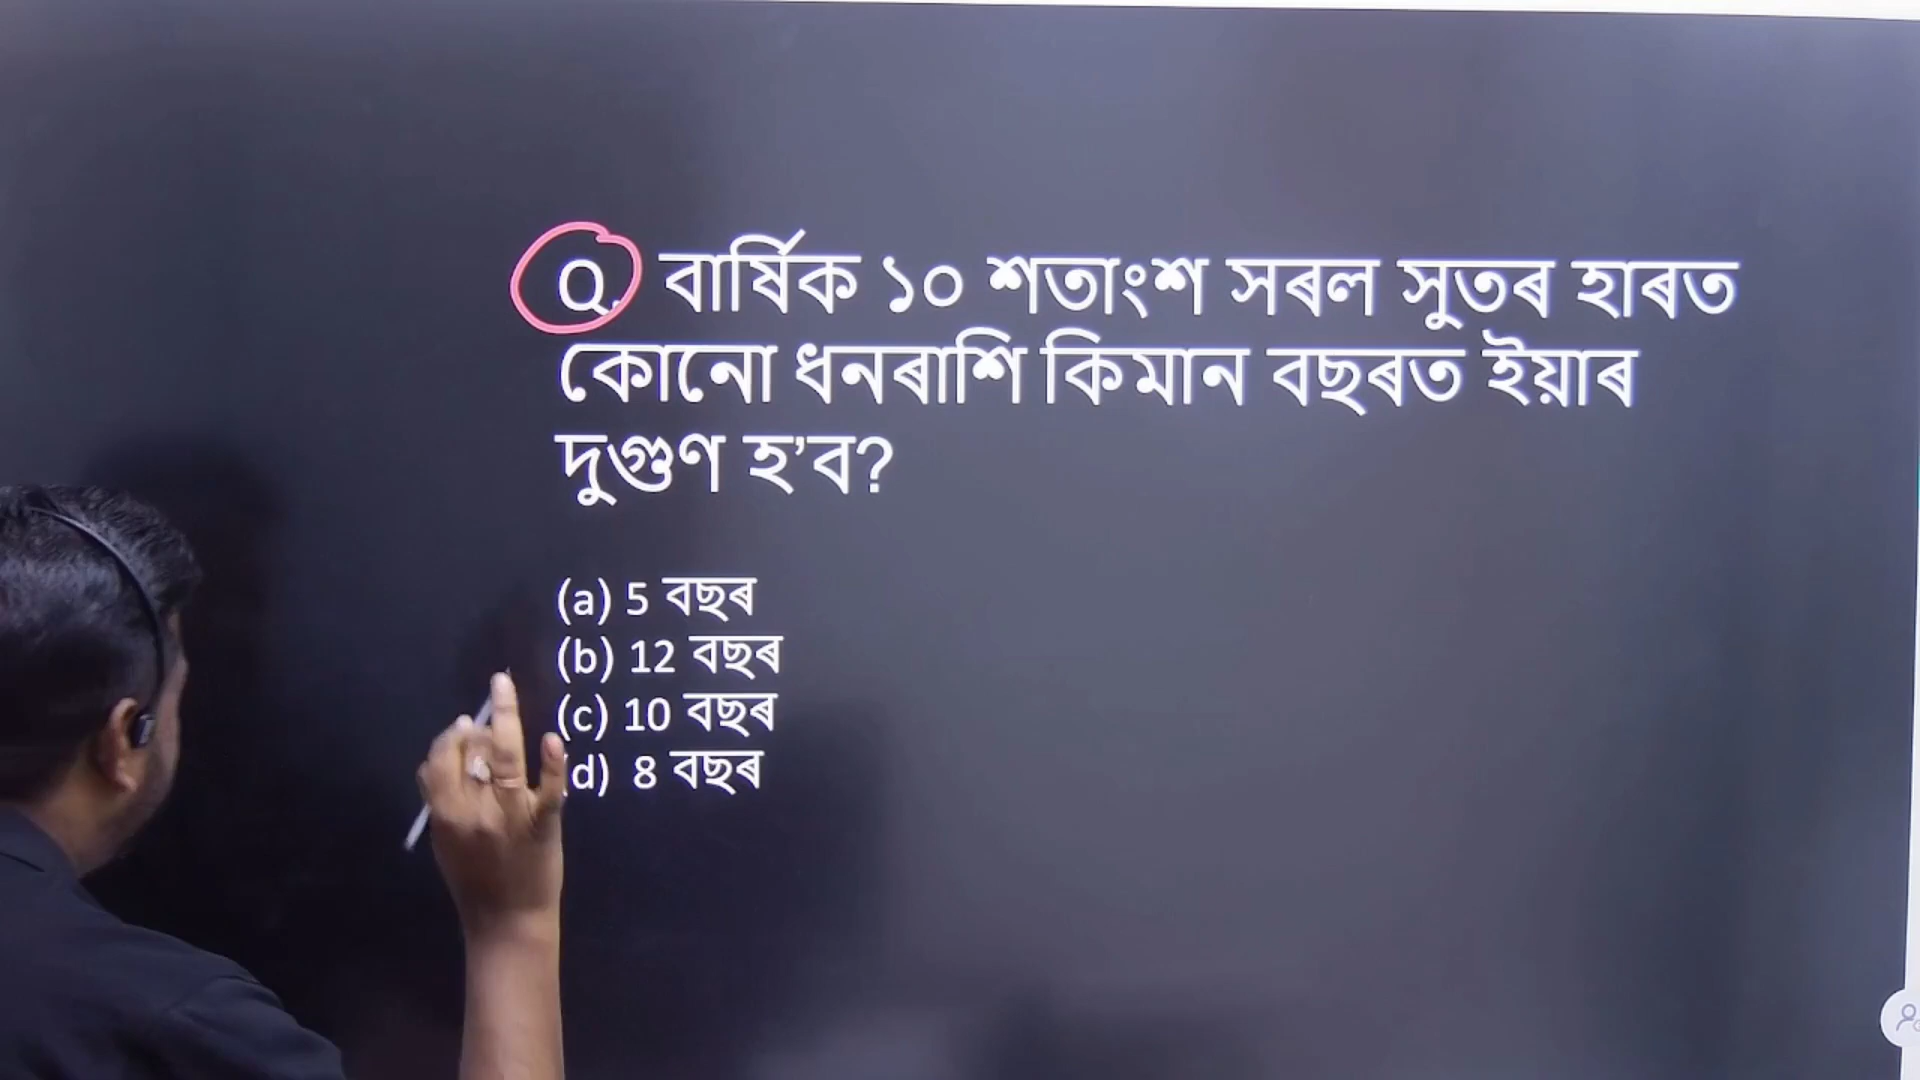 Q. বাৰ্ষিক ১০ শতাংশ সৰল সুতৰ হাৰত
কোনো ধনৰাশি কিমান বছৰত ইয়াৰ
দুগুণ হ’ব?
(a) 5 বছৰ
(b) 12 বছৰ
(c) 10 বছৰ
(d) 8 বছৰ